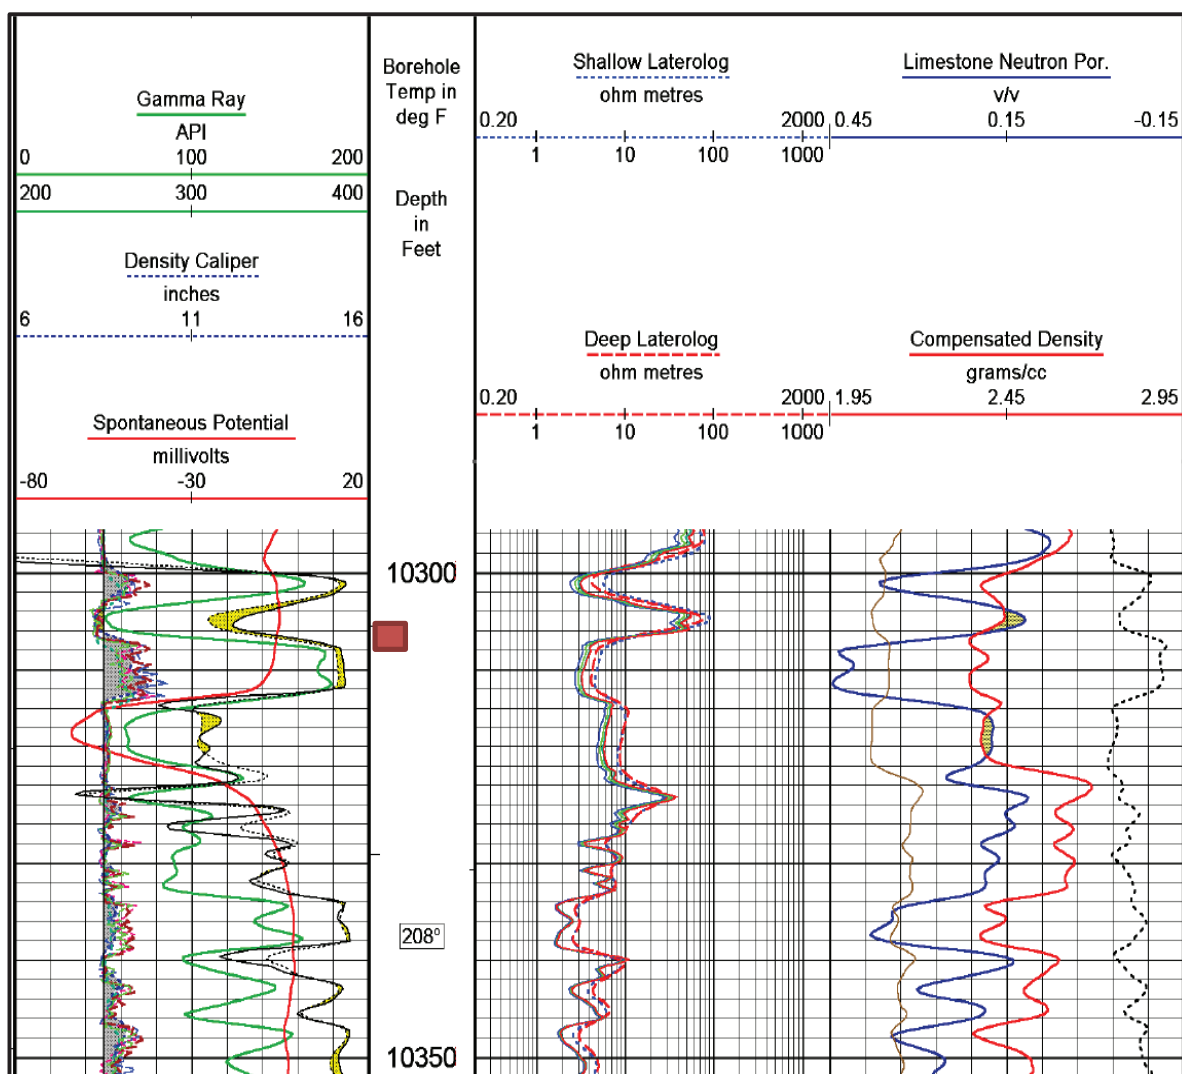 Gamma Ray
API
0 100 200
200 300 400
Density Caliper
inches
6 11 16
Spontaneous Potential
millivolts
-80 -30 20
Borehole
Temp in
deg F
Depth
in
Feet
Shallow Laterolog
ohm metres
0.20 2000
1 10 100 1000
Deep Laterolog
ohm metres
0.20 2000
1 10 100 1000
Limestone Neutron Por.
v/v
0.45 0.15 -0.15
Compensated Density
grams/cc
1.95 2.45 2.95
10300
208°
10350